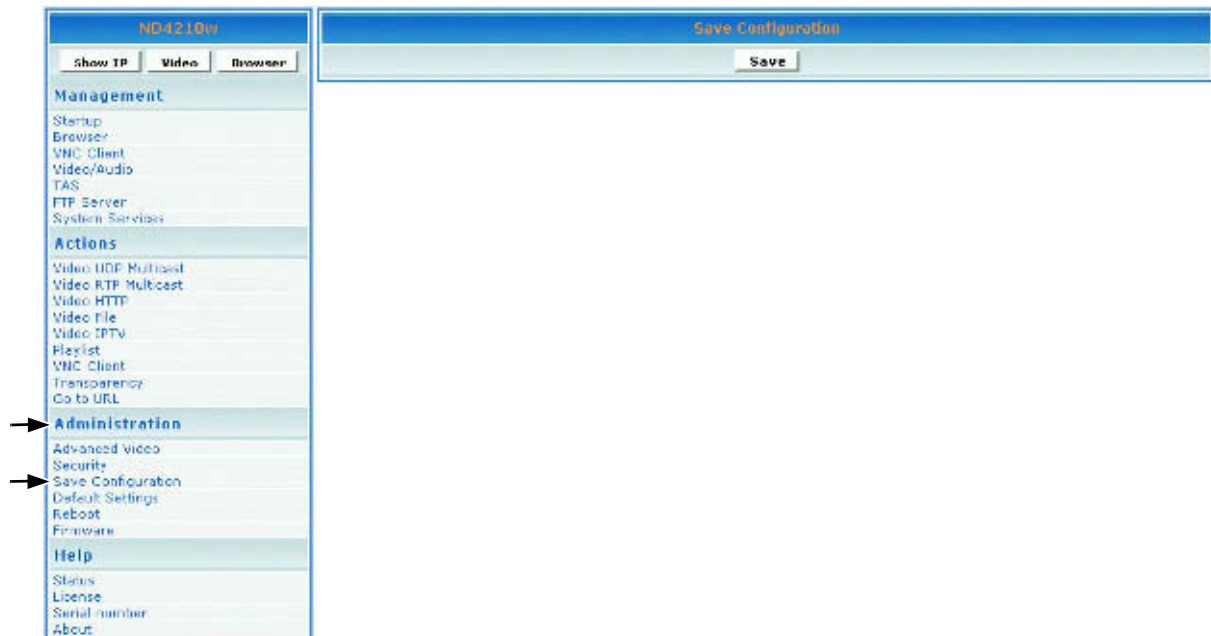 ND4210w
Show IP Video Browser
Management
Startup
Browser
VNC Client
Video/Audio
TAS
FTP Server
System Services
Actions
Video UDP Multicast
Video RTP Multicast
Video HTTP
Video File
Video IPTV
Playlist
VNC Client
Transparency
Go to URL
Administration
Advanced Video
Security
Save Configuration
Default Settings
Reboot
Firmware
Help
Status
License
Serial number
About
Save Configuration
Save